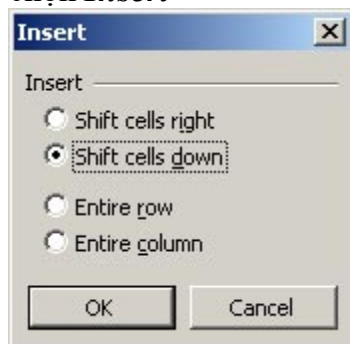 Insert
Insert
Shift cells right
Shift cells down
Entire row
Entire column
OK
Cancel